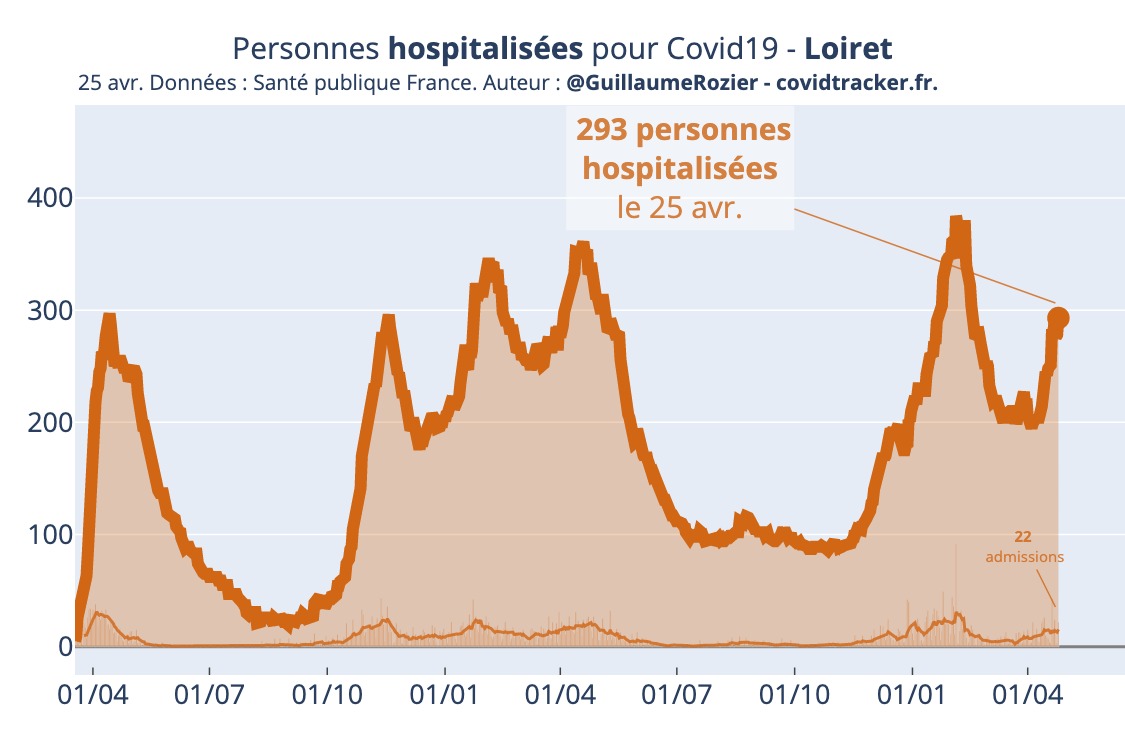 Personnes hospitalisées pour Covid19 - Loiret
25 avr. Données : Santé publique France. Auteur : @GuillaumeRozier - covidtracker.fr.
293 personnes
hospitalisées
le 25 avr.
400
300
200
100
0
22
admissions
01/04
01/07
01/10
01/01
01/04
01/07
01/10
01/01
01/04